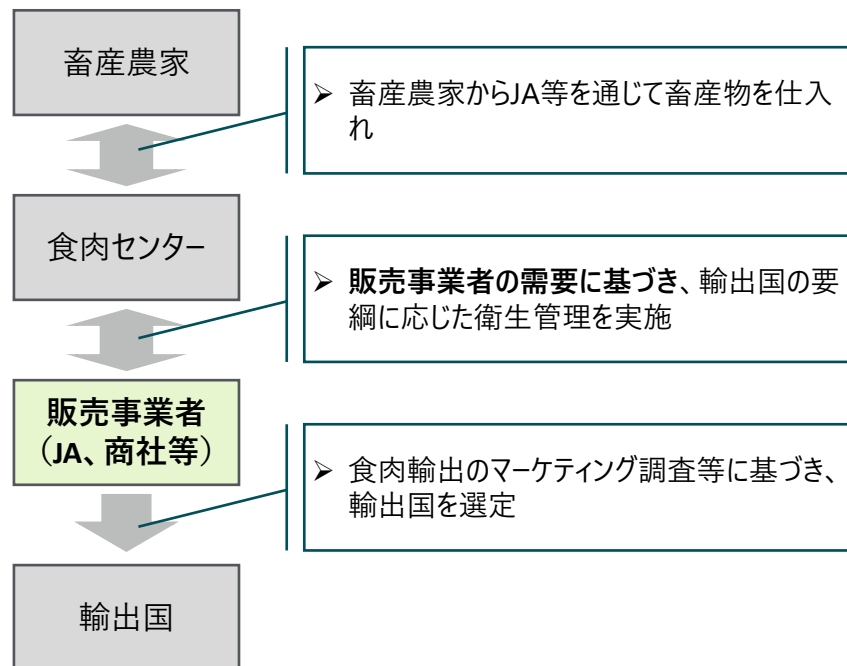 畜産農家
➢ 畜産農家からJA等を通じて畜産物を仕入
れ
食肉センター
➢ 販売事業者の需要に基づき、輸出国の要
綱に応じた衛生管理を実施
販売事業者
（JA、商社等）
➢ 食肉輸出のマーケティング調査等に基づき、
輸出国を選定
輸出国